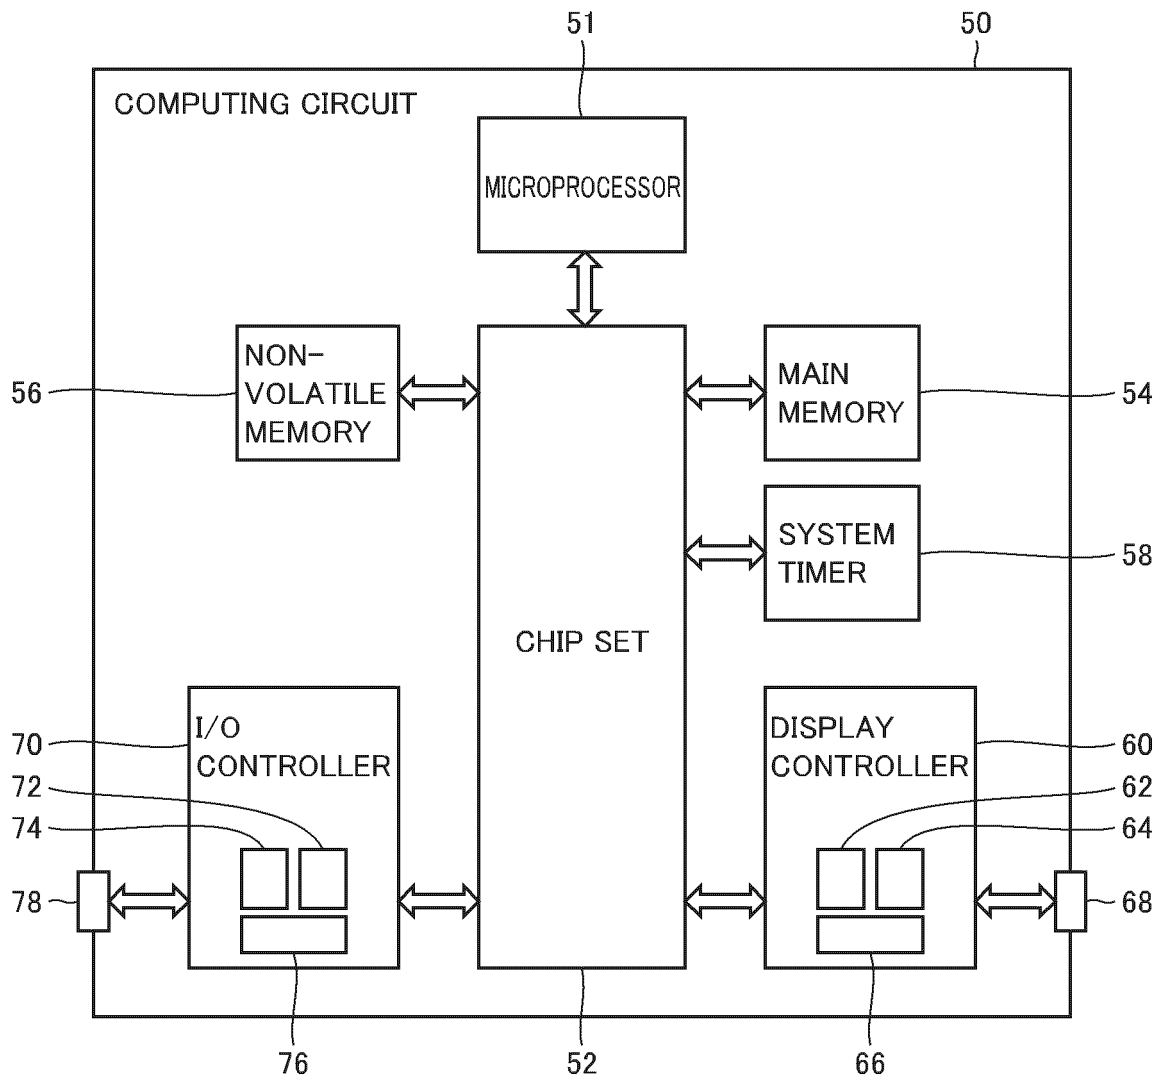 51
50
COMPUTING CIRCUIT
MICROPROCESSOR
NON-
VOLATILE
MEMORY
56
MAIN
MEMORY
54
SYSTEM
TIMER
58
CHIP SET
I/O
CONTROLLER
70
72
74
78
DISPLAY
CONTROLLER
60
62
64
68
76
52
66